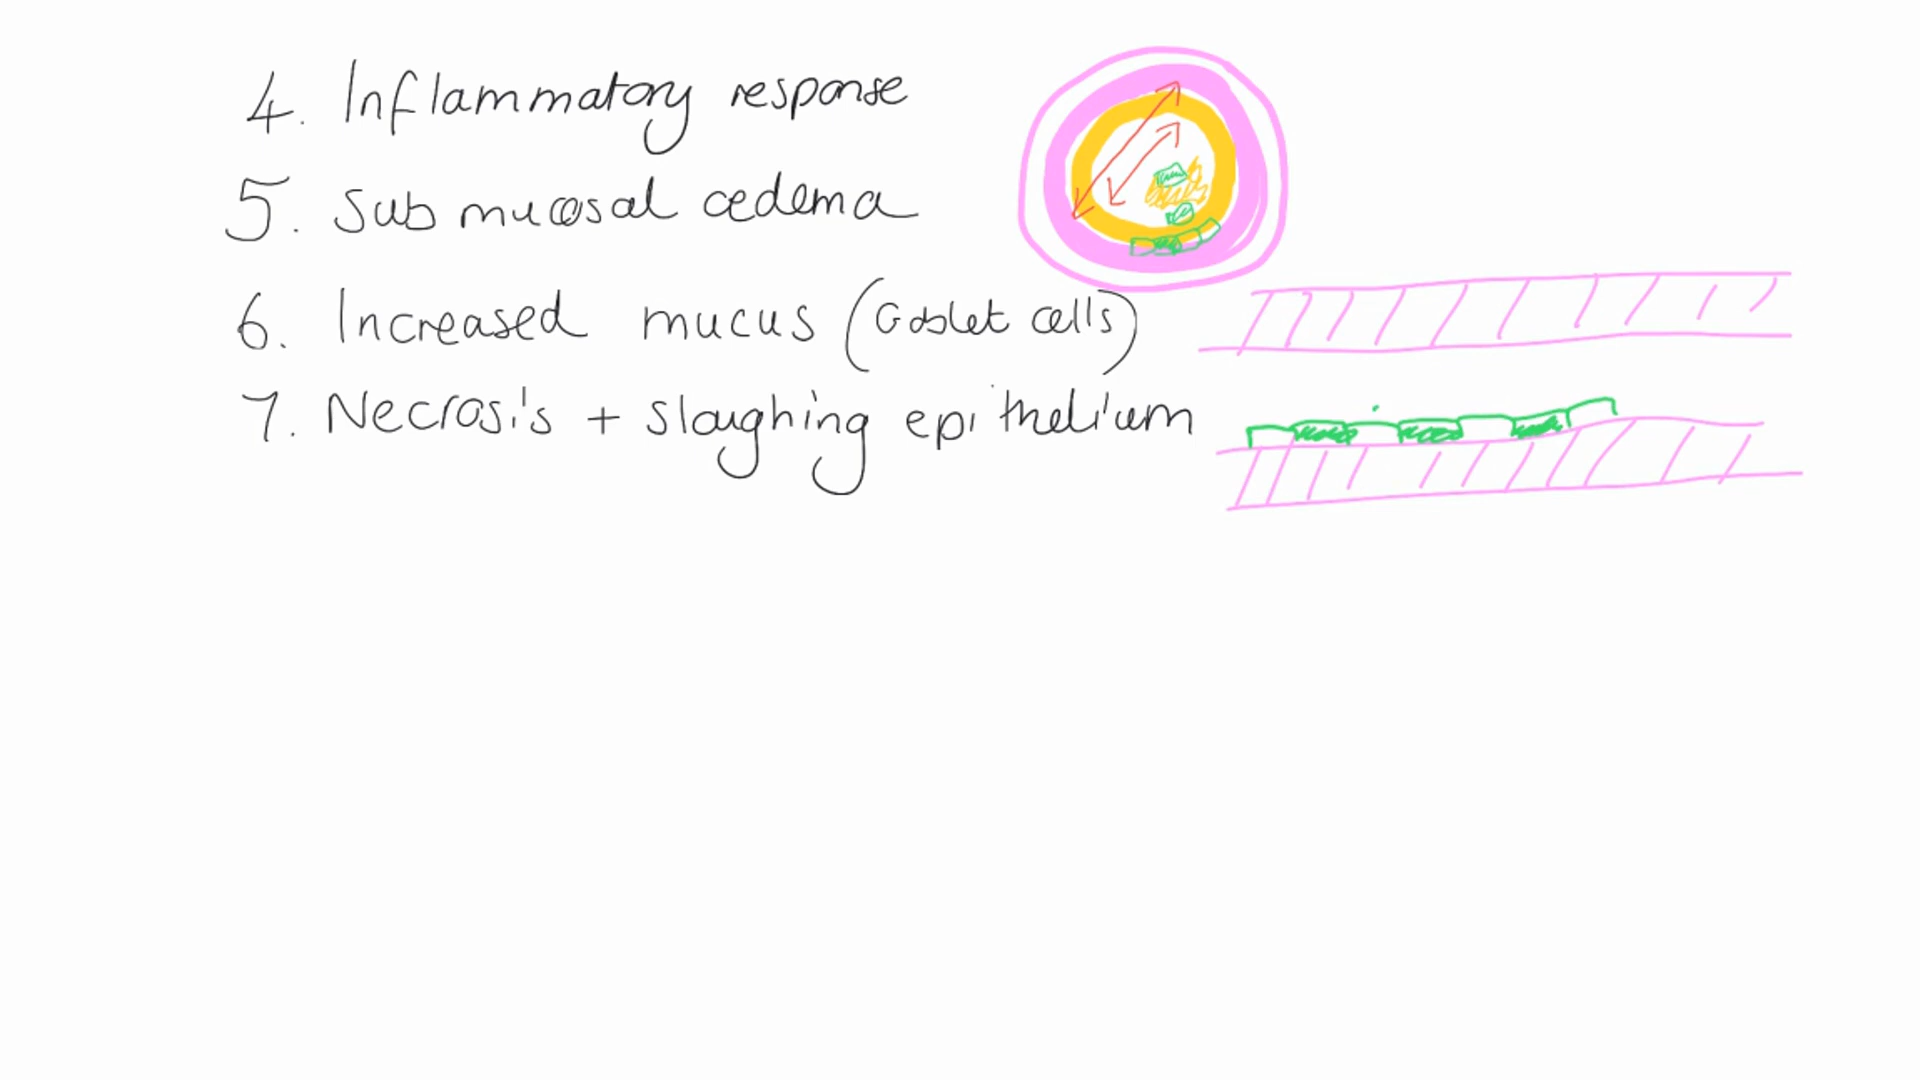 4. Inflammatory response
5. Sub mucosal oedema
6. Increased mucus (Goblet cells)
7. Necrosis + sloughing epithelium